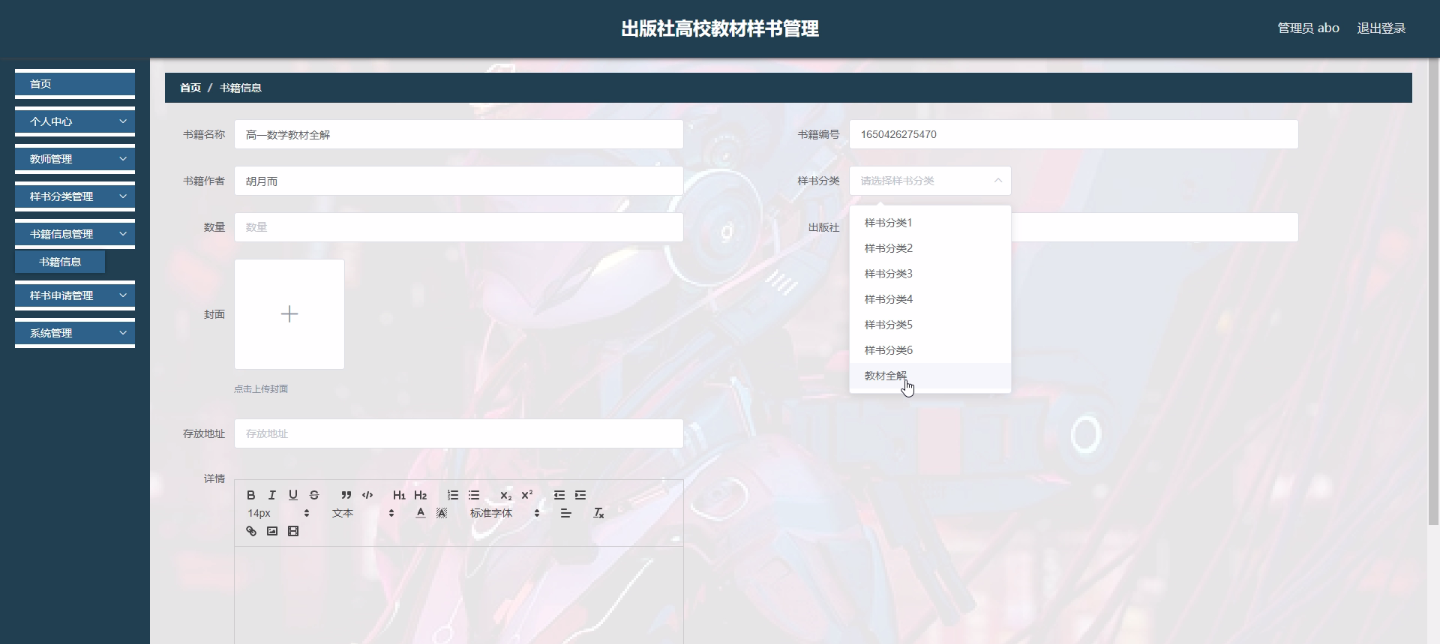 出版社高校教材样书管理
管理员 abo 退出登录
首页
个人中心
教师管理
样书分类管理
书籍信息管理
书籍信息
样书申请管理
系统管理
首页 / 书籍信息
书籍名称 高一数学教材全解 书籍编号 1650426275470
书籍作者 胡月而 样书分类 请选择样书分类
数量 数量 出版社
样书分类1
样书分类2
样书分类3
样书分类4
样书分类5
样书分类6
教材全解
封面
点击上传封面
存放地址 存放地址
详情
B I U S H1 H2 X2 X2
14px 文本 A A 标准字体 Tx